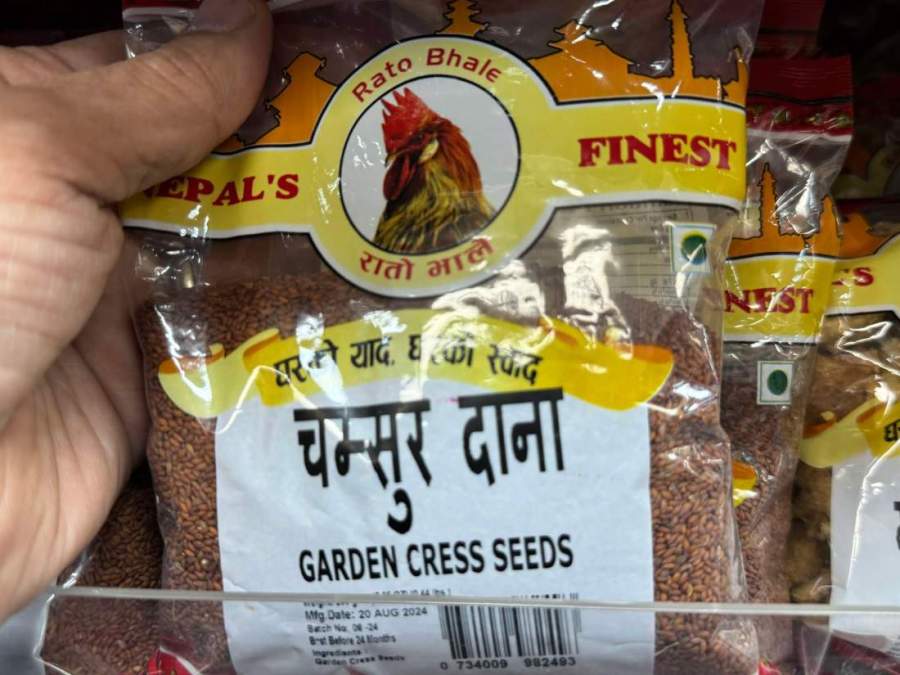 Rato Bhale
NEPAL'S FINEST
रातो भाले
घरको याद, घरको स्वाद
चम्सुर दाना
GARDEN CRESS SEEDS
Mfg.Date: 20 AUG 2024
Batch No: 08 -24
Best Before 24 Months
Ingredients :
Garden Cress Seeds
0 734009 982493
NEST
'S